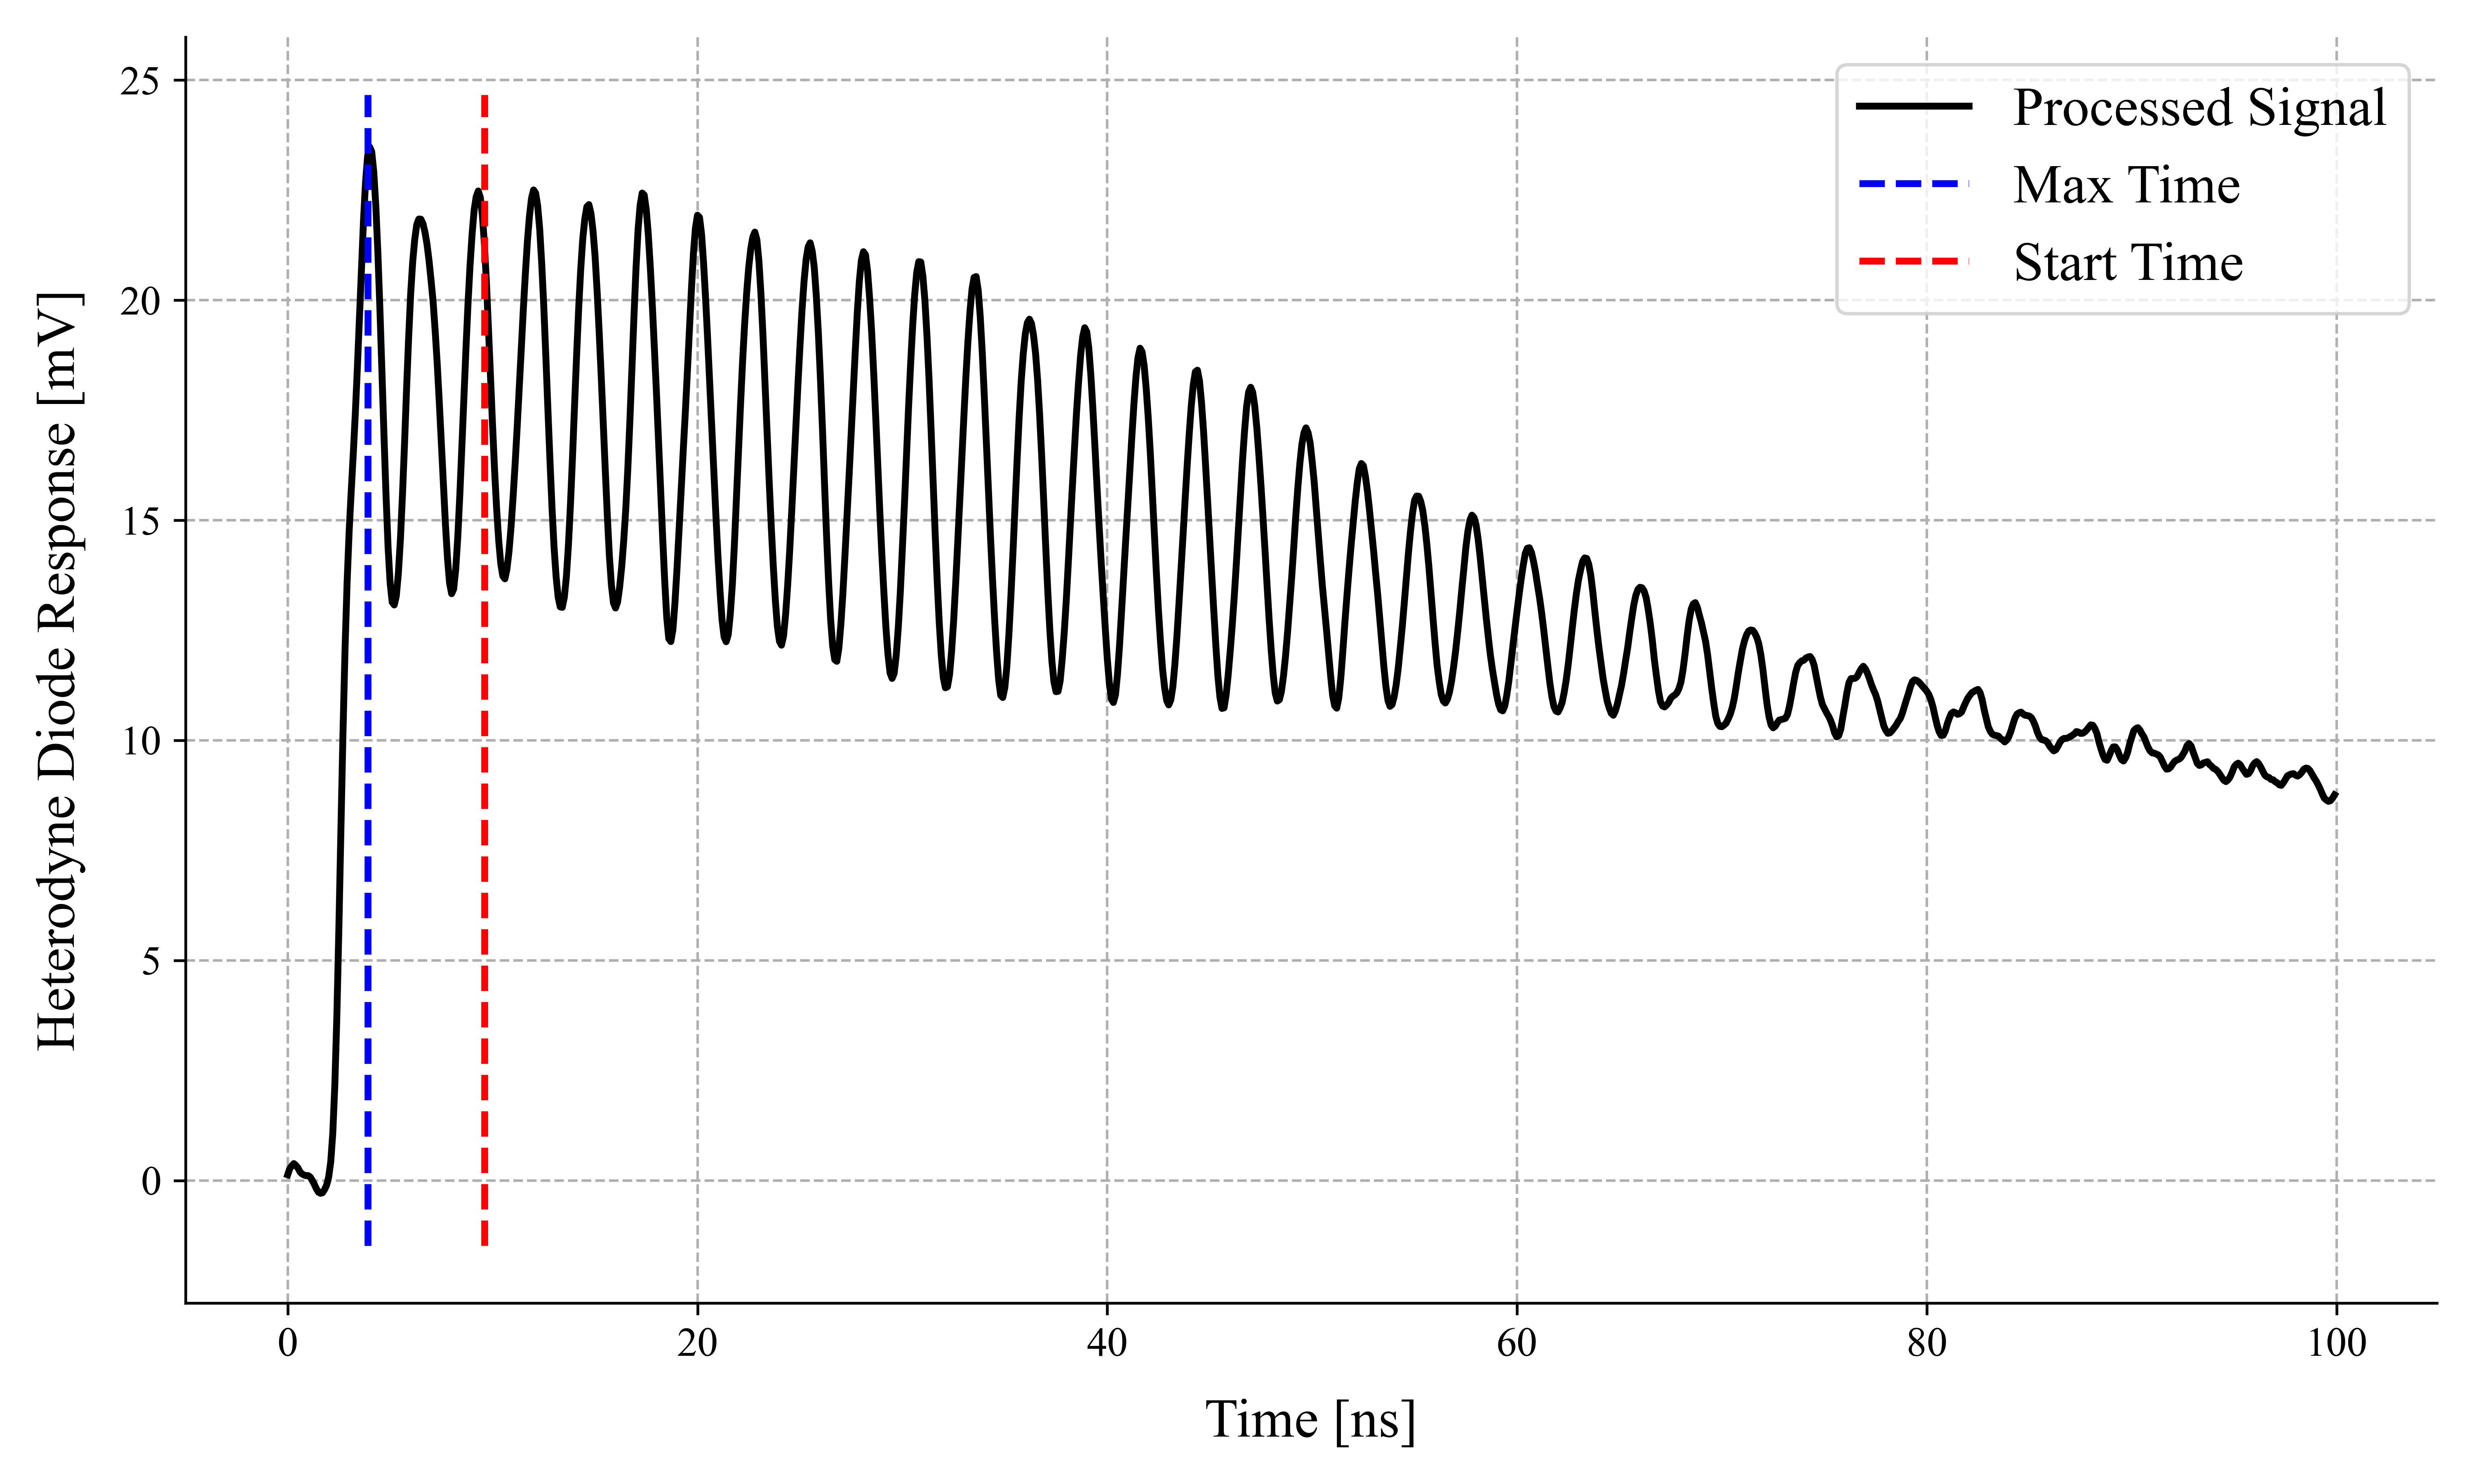 Heterodyne Diode Response [mV]
25
20
15
10
5
0
Processed Signal
Max Time
Start Time
0 20 40 60 80 100
Time [ns]